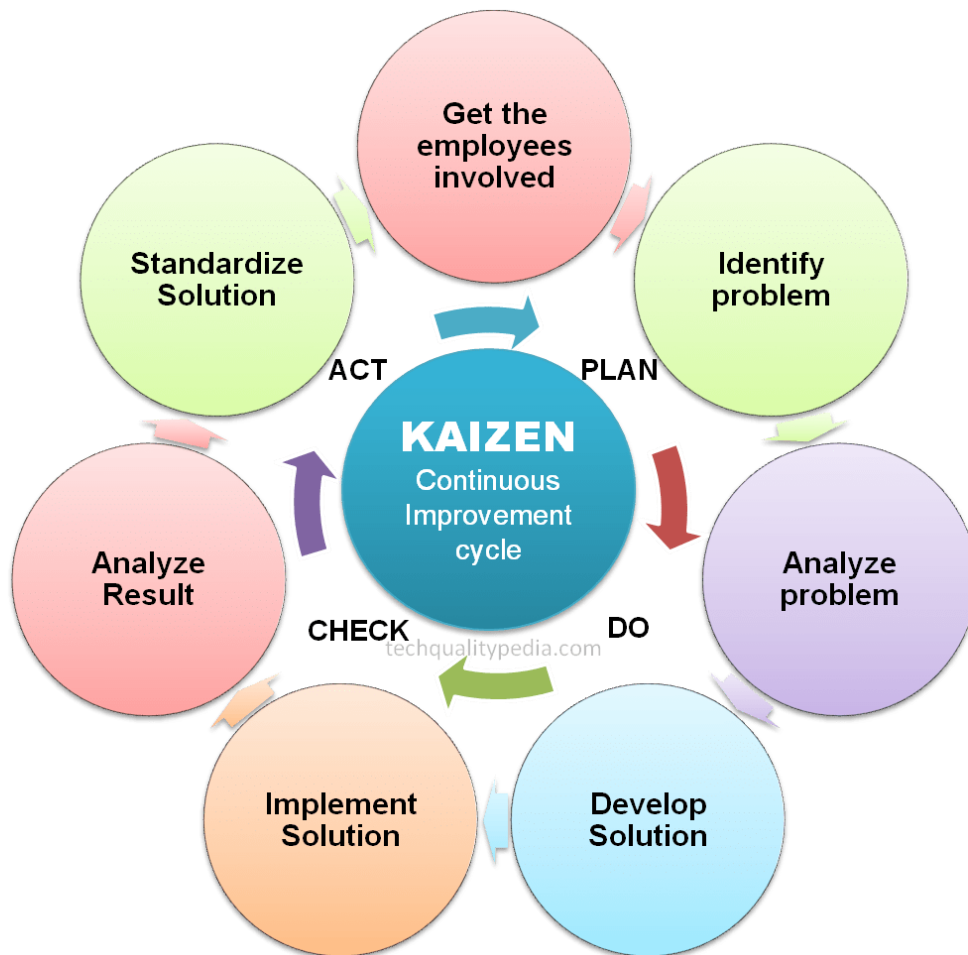 Get the
employees
involved
Identify
problem
Analyze
problem
Develop
Solution
Implement
Solution
Analyze
Result
Standardize
Solution
ACT
PLAN
DO
CHECK
KAIZEN
Continuous
Improvement
cycle
techqualitypedia.com